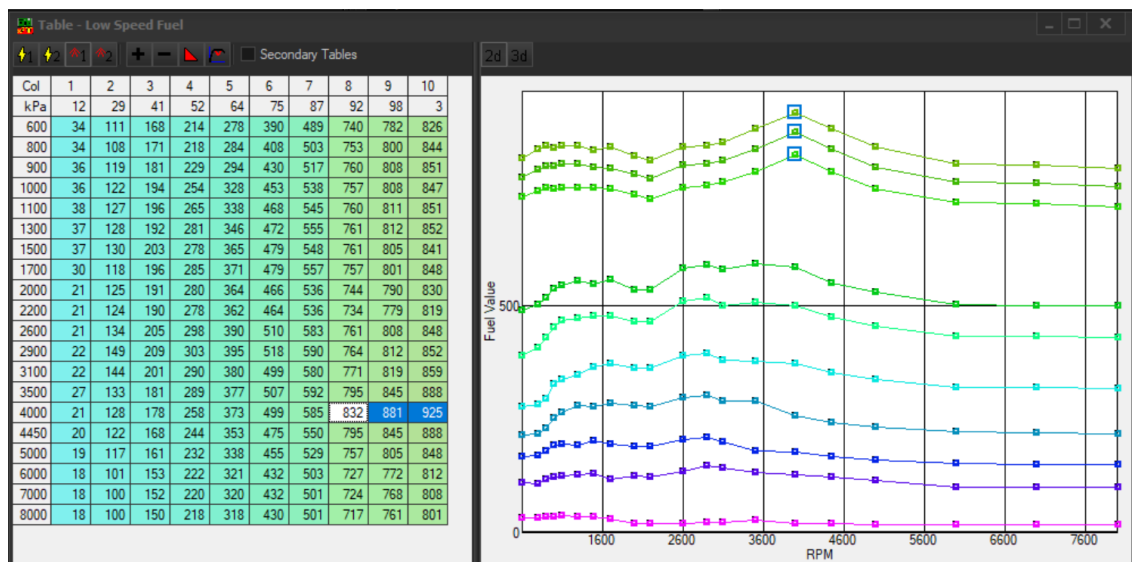 Table - Low Speed Fuel
1 2 1 2 Secondary Tables 2d 3d
Col 1 2 3 4 5 6 7 8 9 10
kPa 12 29 41 52 64 75 87 92 98 3
600 34 111 168 214 278 390 489 740 782 826
800 34 108 171 218 284 408 503 753 800 844
900 36 119 181 229 294 430 517 760 808 851
1000 36 122 194 254 328 453 538 757 808 847
1100 38 127 196 265 338 468 545 760 811 851
1300 37 128 192 281 346 472 555 761 812 852
1500 37 130 203 278 365 479 548 761 805 841
1700 30 118 196 285 371 479 557 757 801 848
2000 21 125 191 280 364 466 536 744 790 830
2200 21 124 190 278 362 464 536 734 779 819
2600 21 134 205 298 390 510 583 761 808 848
2900 22 149 209 303 395 518 590 764 812 852
3100 22 144 201 290 380 499 580 771 819 859
3500 27 133 181 289 377 507 592 795 845 888
4000 21 128 178 258 373 499 585 832 881 925
4450 20 122 168 244 353 475 550 795 845 888
5000 19 117 161 232 338 455 529 757 805 848
6000 18 101 153 222 321 432 503 727 772 812
7000 18 100 152 220 320 432 501 724 768 808
8000 18 100 150 218 318 430 501 717 761 801
Fuel Value
500
0
1600 2600 3600 4600 5600 6600 7600
RPM